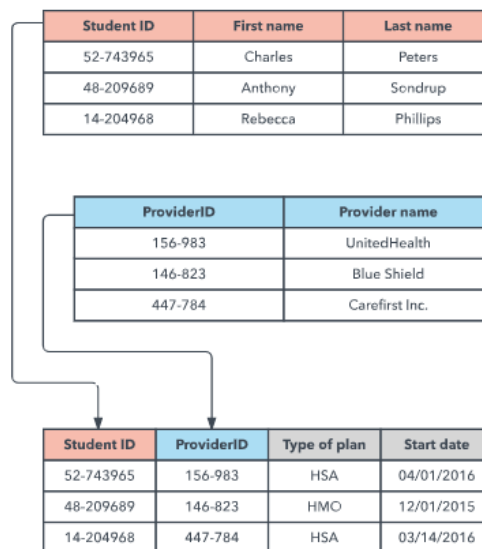 Student ID First name Last name
52-743965 Charles Peters
48-209689 Anthony Sondrup
14-204968 Rebecca Phillips
ProviderID Provider name
156-983 UnitedHealth
146-823 Blue Shield
447-784 Carefirst Inc.
Student ID ProviderID Type of plan Start date
52-743965 156-983 HSA 04/01/2016
48-209689 146-823 HMO 12/01/2015
14-204968 447-784 HSA 03/14/2016